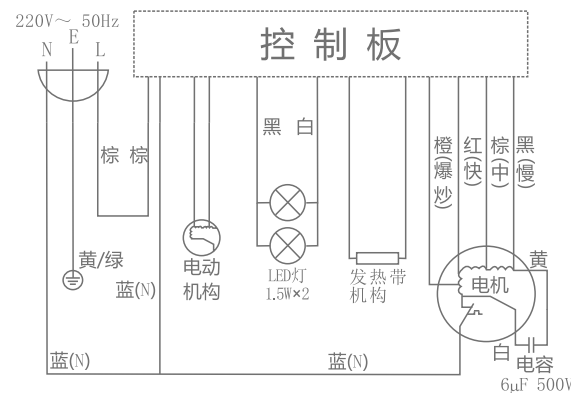 220V～ 50Hz
N E L
控制板
棕 棕
黑 白
橙(爆炒)
红(快)
棕(中)
黑(慢)
黄/绿
蓝(N)
电动
机构
LED灯
1.5W×2
发热带
机构
电机
黄
白
电容
6μF 500W
蓝(N)
蓝(N)